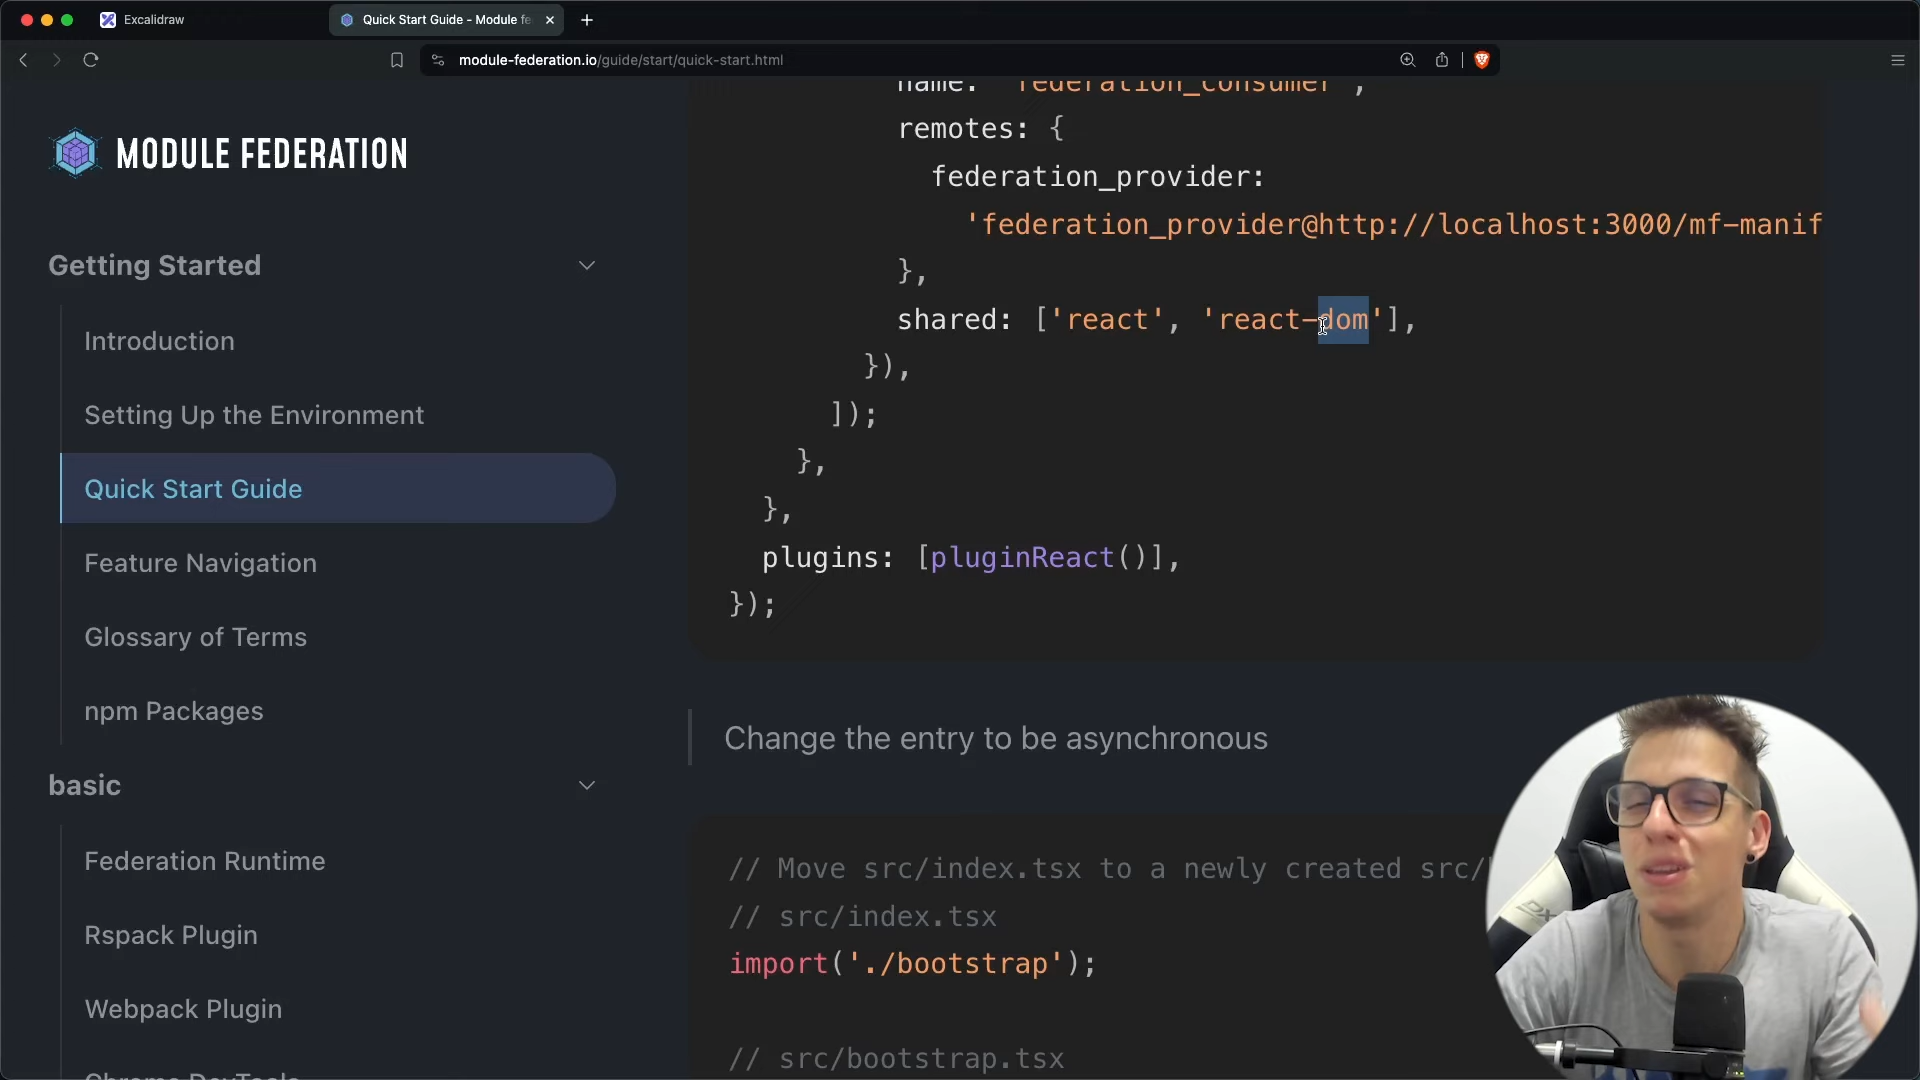 Excalidraw
Quick Start Guide - Module fe
module-federation.io/guide/start/quick-start.html
MODULE FEDERATION
Getting Started
Introduction
Setting Up the Environment
Quick Start Guide
Feature Navigation
Glossary of Terms
npm Packages
basic
Federation Runtime
Rspack Plugin
Webpack Plugin
Chrome DevTools
name: 'federation_consumer',
remotes: {
federation_provider:
'federation_provider@http://localhost:3000/mf-manif
},
shared: ['react', 'react-dom'],
}),
]);
},
},
plugins: [pluginReact()],
});
Change the entry to be asynchronous
// Move src/index.tsx to a newly created src/
// src/index.tsx
import('./bootstrap');
// src/bootstrap.tsx